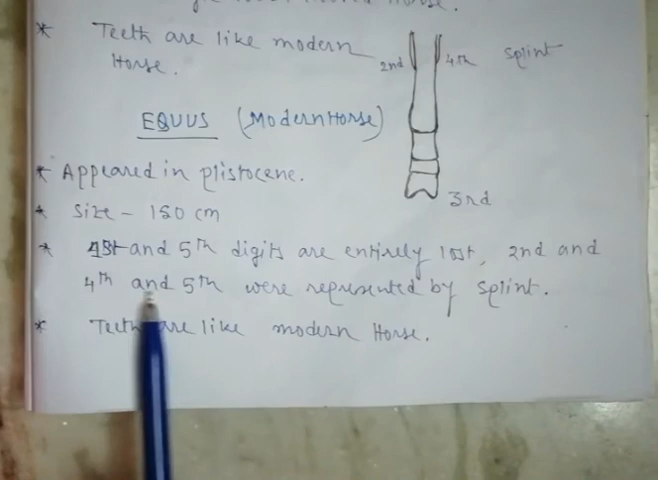 Horse.
* Teeth are like modern
Horse.
2nd 4th Splint
3rd
EQUUS (Modern Horse)
* Appeared in plistocene.
* Size - 150 cm
* 1st and 5th digits are entirely lost, 2nd and
4th and 5th were represented by splint.
* Teeth are like modern Horse.